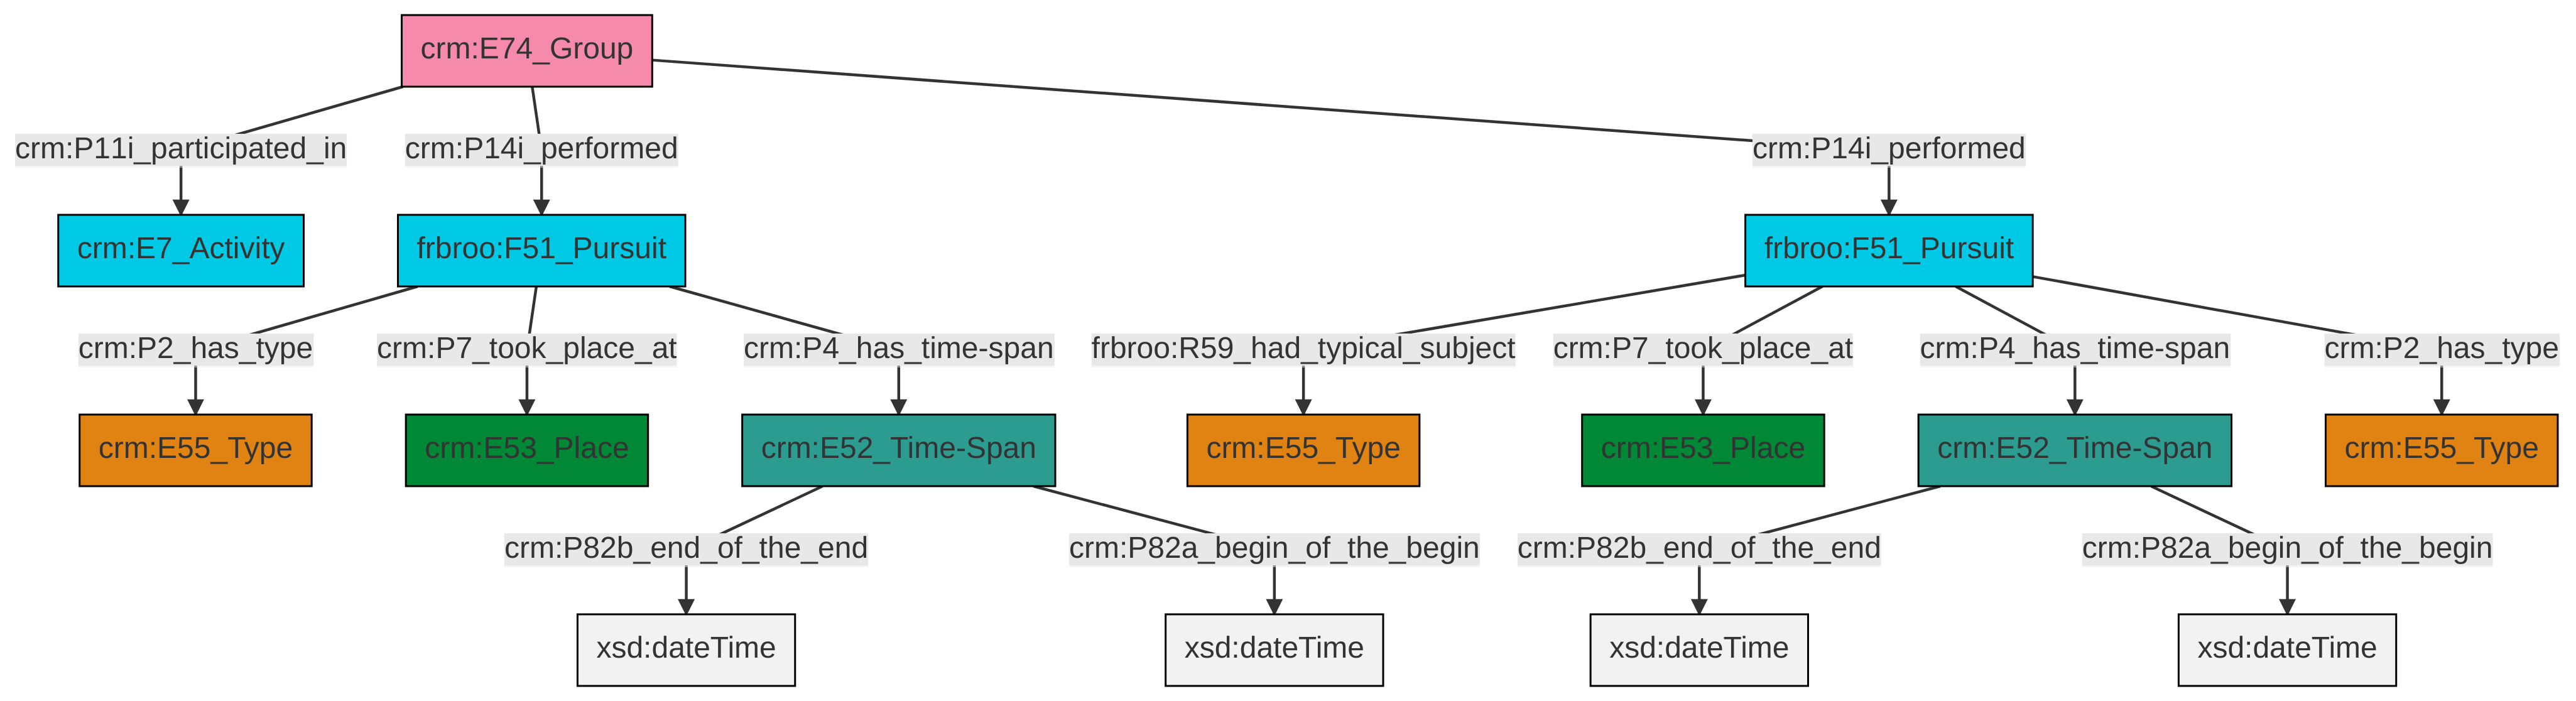 crm:E74_Group
crm:P11i_participated_in
crm:P14i_performed
crm:P14i_performed
crm:E7_Activity
frbroo:F51_Pursuit
frbroo:F51_Pursuit
crm:P2_has_type
crm:P7_took_place_at
crm:P4_has_time-span
frbroo:R59_had_typical_subject
crm:P7_took_place_at
crm:P4_has_time-span
crm:P2_has_type
crm:E55_Type
crm:E53_Place
crm:E52_Time-Span
crm:E55_Type
crm:E53_Place
crm:E52_Time-Span
crm:E55_Type
crm:P82b_end_of_the_end
crm:P82a_begin_of_the_begin
crm:P82b_end_of_the_end
crm:P82a_begin_of_the_begin
xsd:dateTime
xsd:dateTime
xsd:dateTime
xsd:dateTime